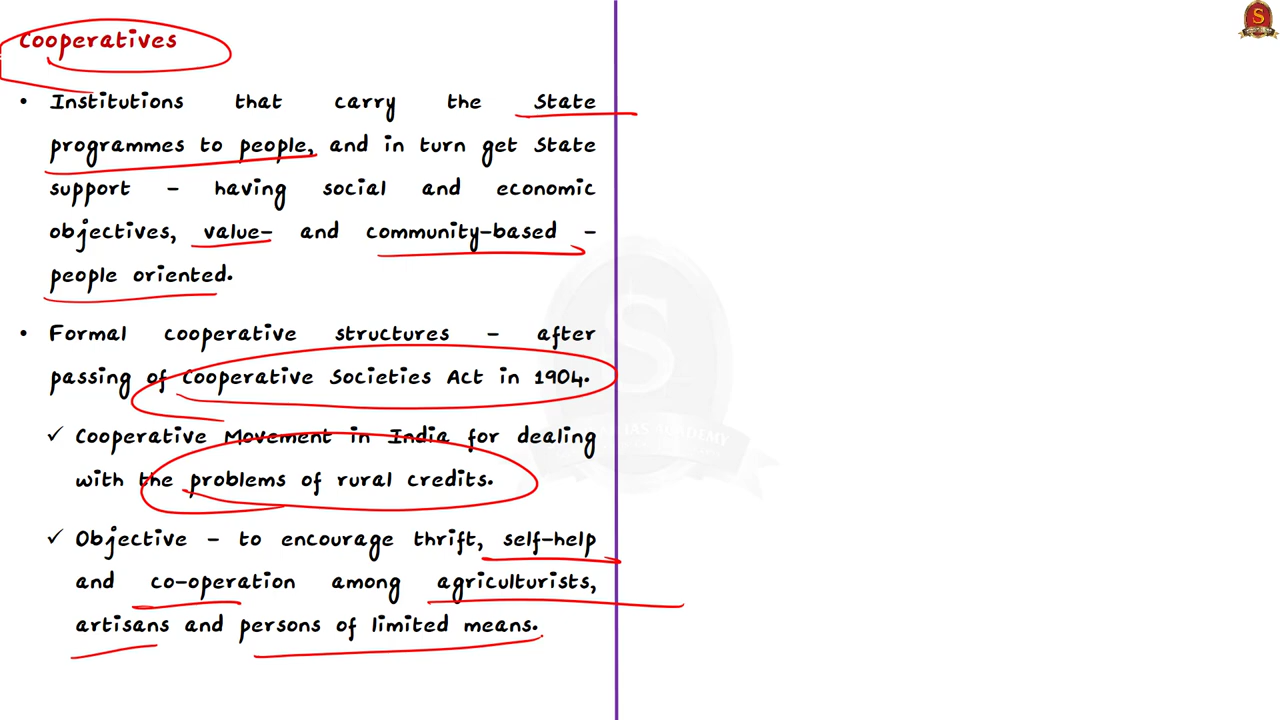 Cooperatives
• Institutions that carry the State
programmes to people, and in turn get State
support – having social and economic
objectives, value- and community-based –
people oriented.
• Formal cooperative structures – after
passing of Cooperative Societies Act in 1904.
✓ Cooperative Movement in India for dealing
with the problems of rural credits.
✓ Objective – to encourage thrift, self-help
and co-operation among agriculturists,
artisans and persons of limited means.
S
S
ACADEMY